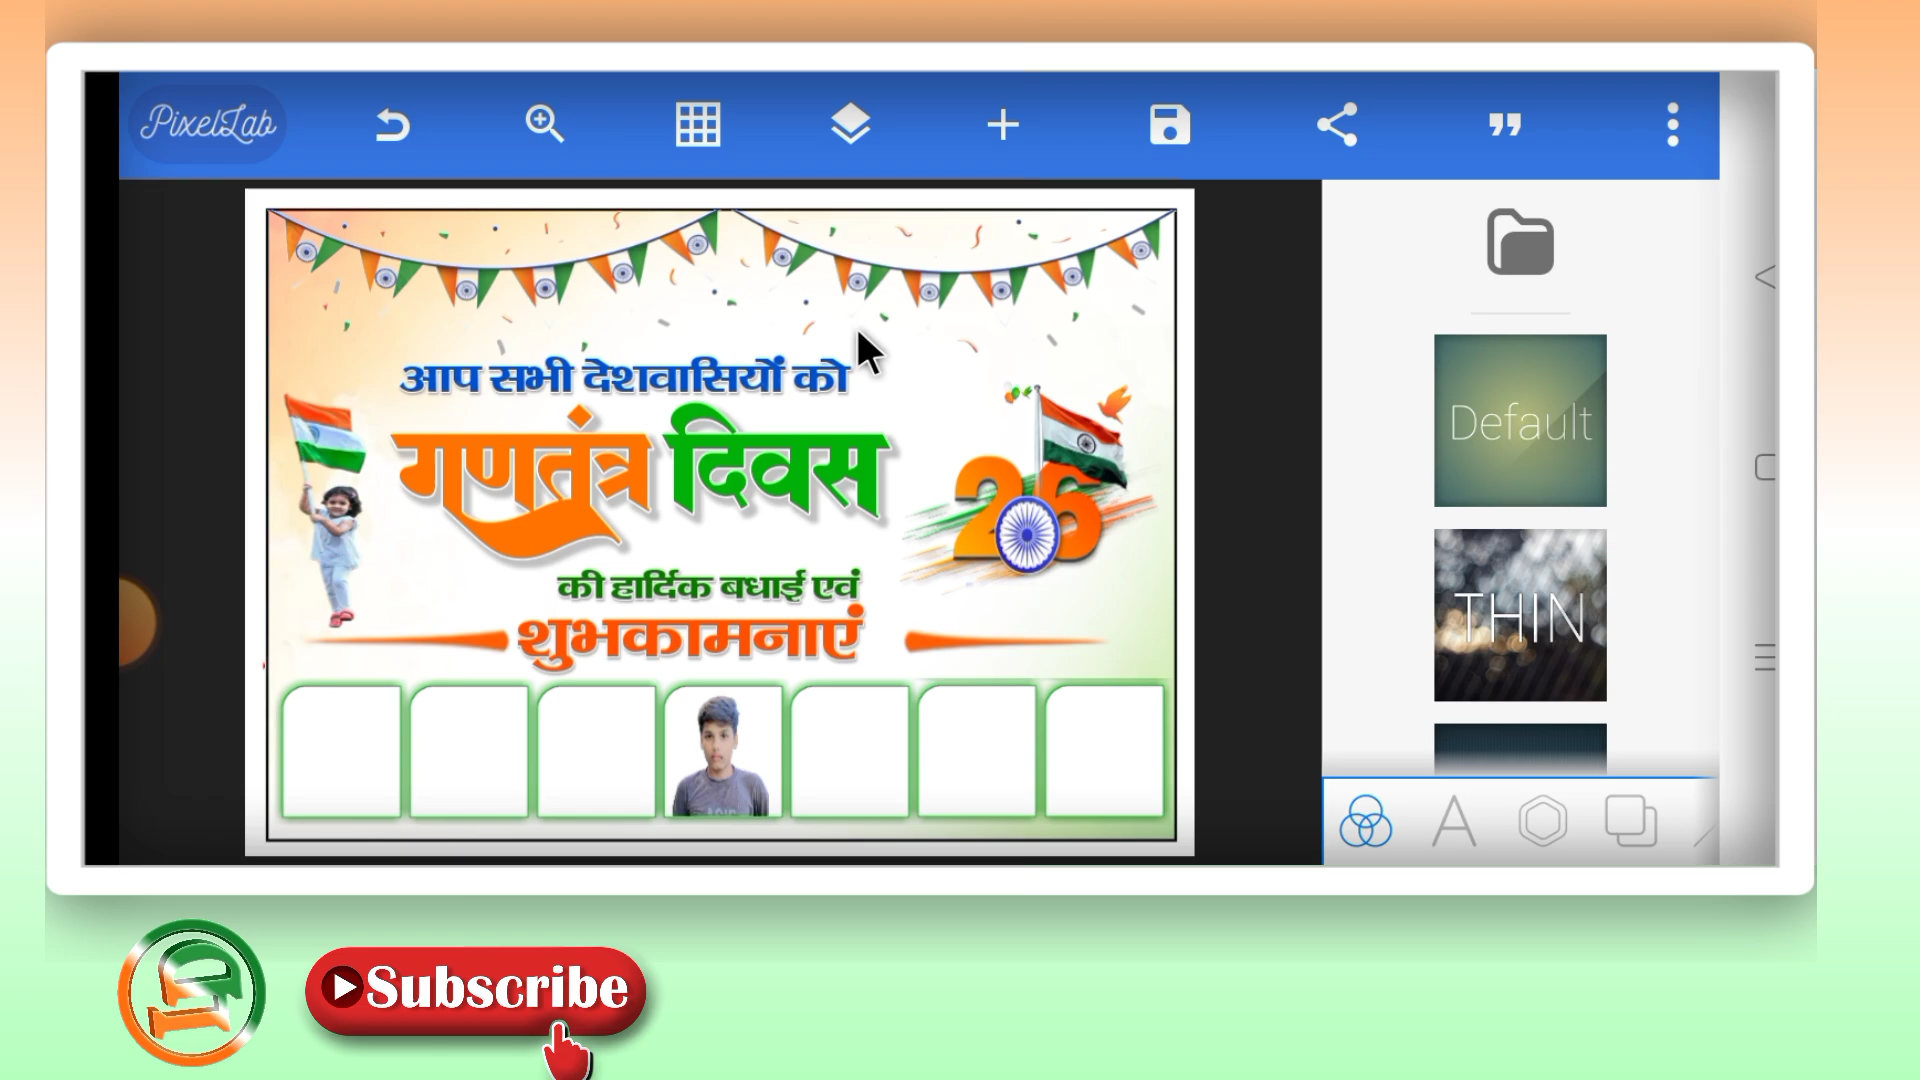 PixelLab
आप सभी देशवासियों को
गणतंत्र दिवस
26
की हार्दिक बधाई एवं
शुभकामनाएं
Default
THIN
A
Subscribe